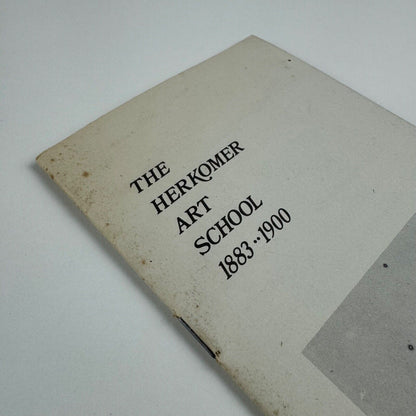 THE
HERKOMER
ART
SCHOOL
1883··1900